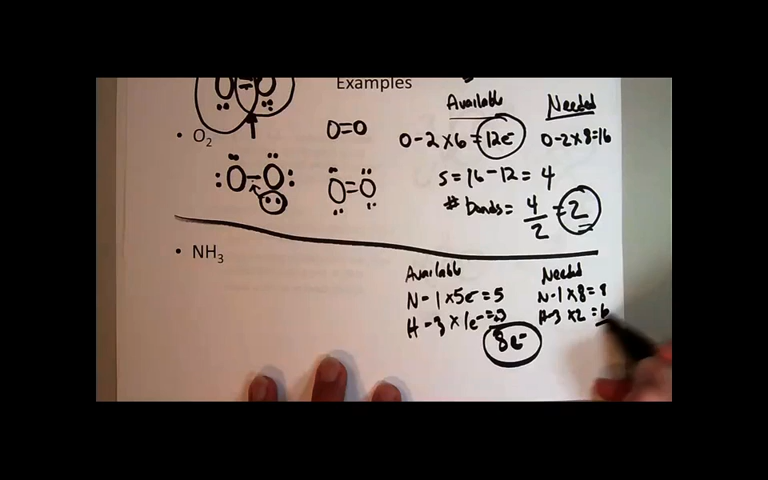 Examples
Available Needed
• O₂ O=O O-2×6=12e⁻ O-2×8=16
:O-O: O=O S=16-12=4
# bonds=4/2=2
• NH₃
Available Needed
N-1×5e⁻=5 N-1×8=8
H-3×1e⁻=3 H-3×2=6
8e⁻